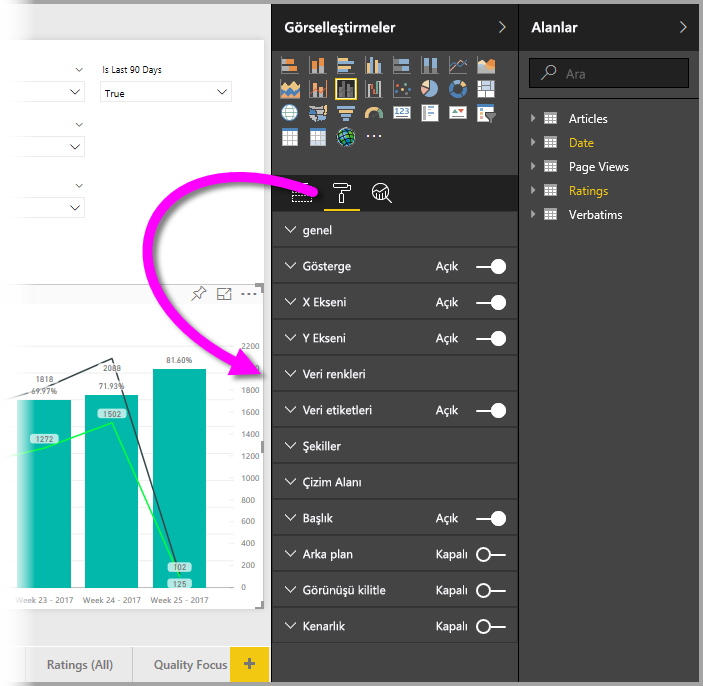 Is Last 90 Days
True
2200
1800
1600
1400
1200
1000
800
600
400
200
0
1818
69.97%
2088
71.93%
81.60%
1272
1502
102
125
Week 23 - 2017
Week 24 - 2017
Week 25 - 2017
Ratings (All)
Quality Focus
+
Görselleştirmeler
123
genel
Gösterge Açık
X Ekseni Açık
Y Ekseni Açık
Veri renkleri
Veri etiketleri Açık
Şekiller
Çizim Alanı
Başlık Açık
Arka plan Kapalı
Görünüşü kilitle Kapalı
Kenarlık Kapalı
Alanlar
Ara
Articles
Date
Page Views
Ratings
Verbatims